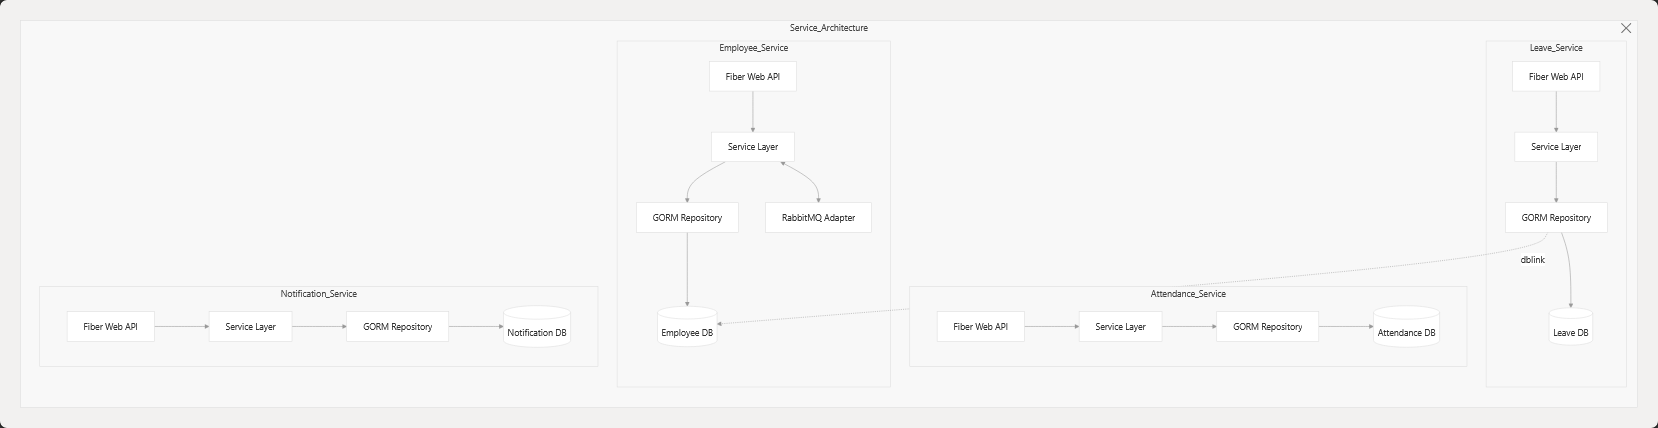 Service_Architecture
Employee_Service
Fiber Web API
Service Layer
GORM Repository
RabbitMQ Adapter
Employee DB
Leave_Service
Fiber Web API
Service Layer
GORM Repository
dblink
Leave DB
Notification_Service
Fiber Web API
Service Layer
GORM Repository
Notification DB
Attendance_Service
Fiber Web API
Service Layer
GORM Repository
Attendance DB